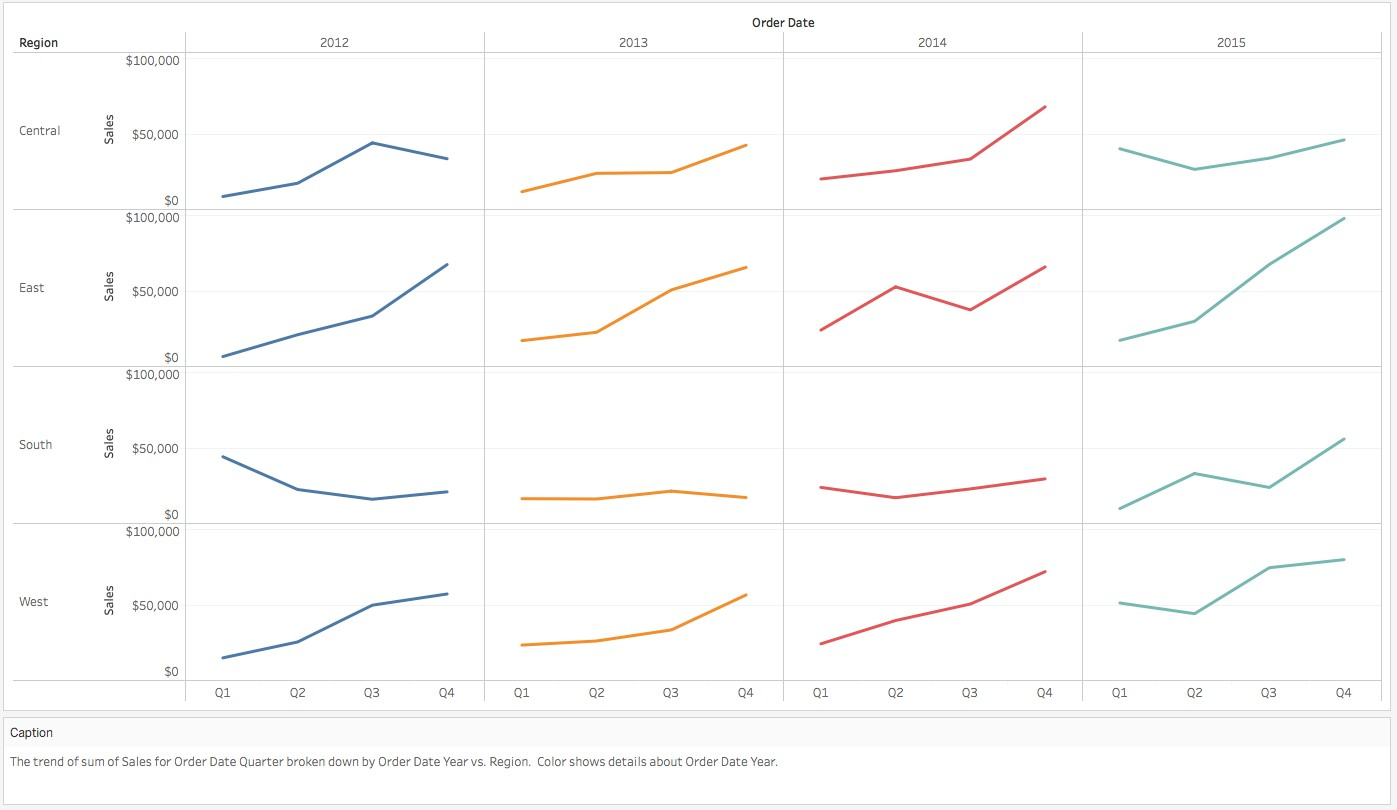 Order Date
Region 2012 2013 2014 2015
Central Sales $100,000 $50,000 $0
East Sales $100,000 $50,000 $0
South Sales $100,000 $50,000 $0
West Sales $100,000 $50,000 $0
Q1 Q2 Q3 Q4 Q1 Q2 Q3 Q4 Q1 Q2 Q3 Q4 Q1 Q2 Q3 Q4
Caption
The trend of sum of Sales for Order Date Quarter broken down by Order Date Year vs. Region.  Color shows details about Order Date Year.